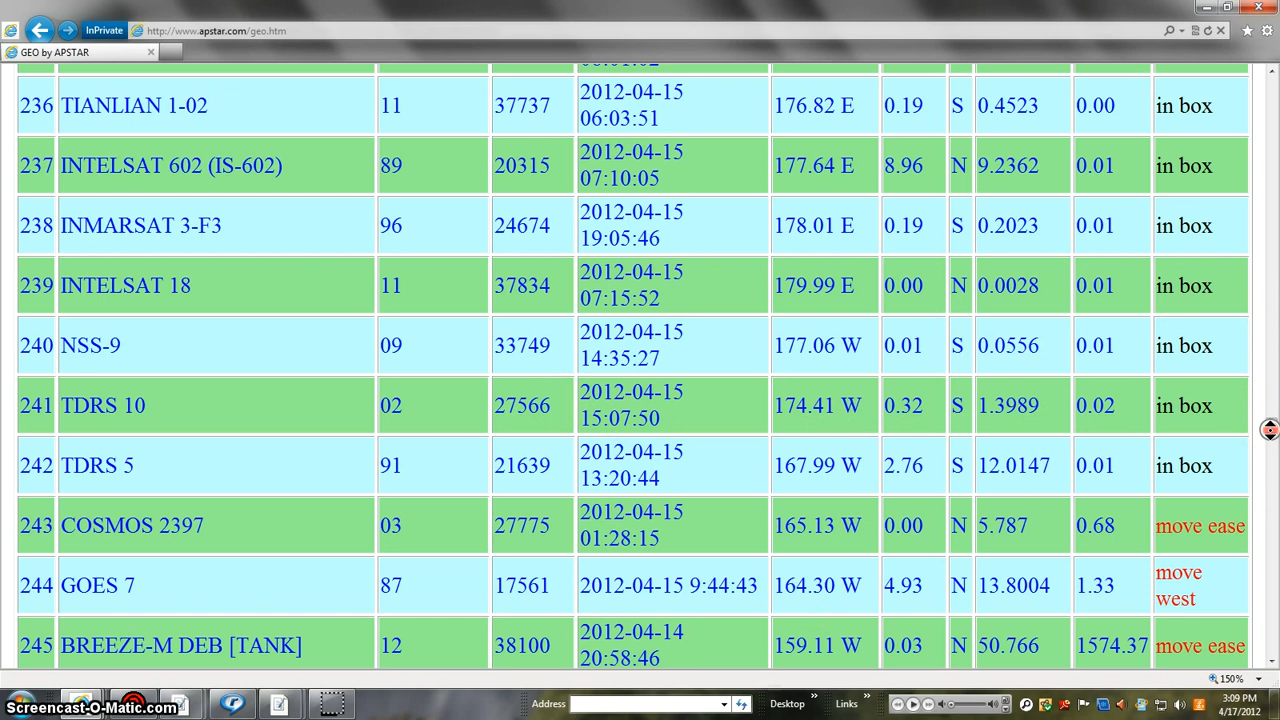 InPrivate http://www.apstar.com/geo.htm
GEO by APSTAR
236 TIANLIAN 1-02 11 37737 2012-04-15 06:03:51 176.82 E 0.19 S 0.4523 0.00 in box
237 INTELSAT 602 (IS-602) 89 20315 2012-04-15 07:10:05 177.64 E 8.96 N 9.2362 0.01 in box
238 INMARSAT 3-F3 96 24674 2012-04-15 19:05:46 178.01 E 0.19 S 0.2023 0.01 in box
239 INTELSAT 18 11 37834 2012-04-15 07:15:52 179.99 E 0.00 N 0.0028 0.01 in box
240 NSS-9 09 33749 2012-04-15 14:35:27 177.06 W 0.01 S 0.0556 0.01 in box
241 TDRS 10 02 27566 2012-04-15 15:07:50 174.41 W 0.32 S 1.3989 0.02 in box
242 TDRS 5 91 21639 2012-04-15 13:20:44 167.99 W 2.76 S 12.0147 0.01 in box
243 COSMOS 2397 03 27775 2012-04-15 01:28:15 165.13 W 0.00 N 5.787 0.68 move ease
244 GOES 7 87 17561 2012-04-15 9:44:43 164.30 W 4.93 N 13.8004 1.33 move west
245 BREEZE-M DEB [TANK] 12 38100 2012-04-14 20:58:46 159.11 W 0.03 N 50.766 1574.37 move ease
150%
Address Desktop Links 3:09 PM
4/17/2012
Screencast-O-Matic.com